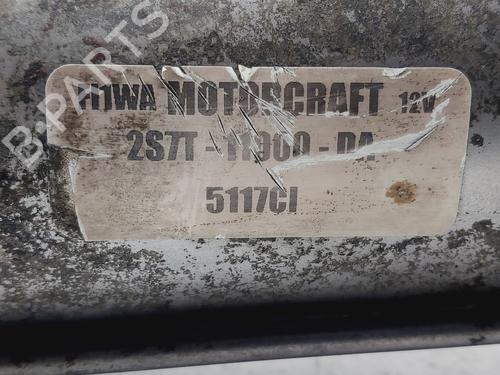 MOTORCRAFT 12V
2S7T - 11000 - DA
5117CI
B-PARTS